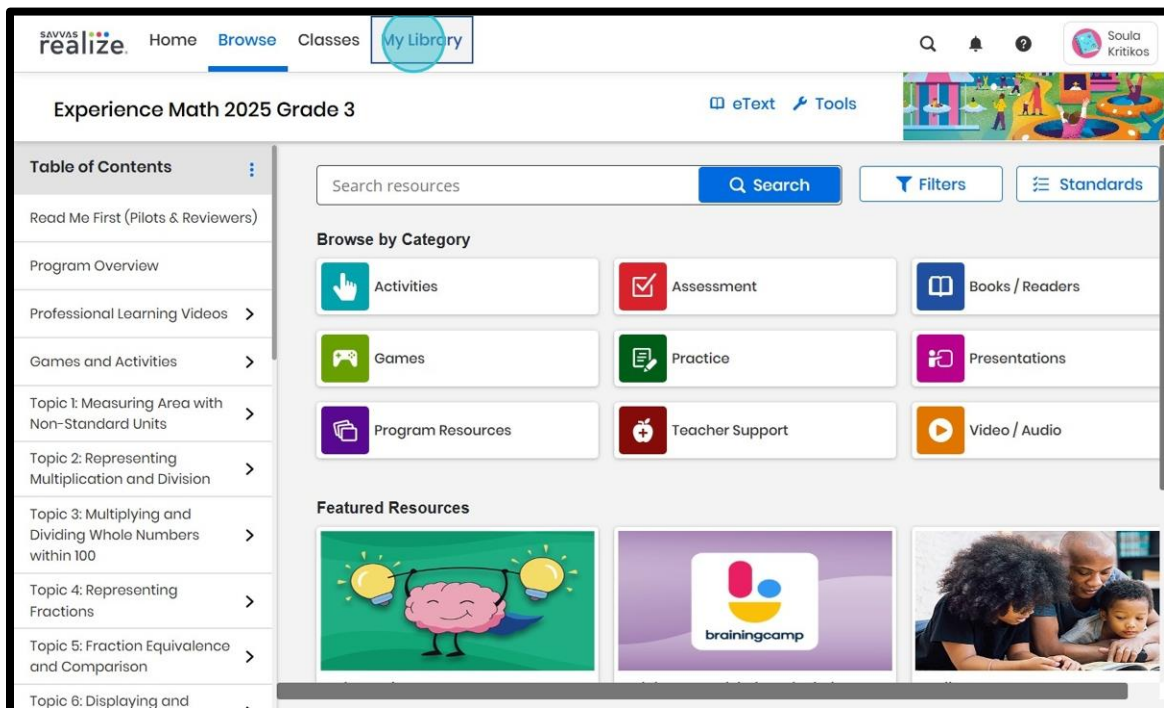 savvas
realize.
Home Browse Classes My Library
Soula
Kritikos
Experience Math 2025 Grade 3
eText Tools
Table of Contents
Read Me First (Pilots & Reviewers)
Program Overview
Professional Learning Videos
Games and Activities
Topic 1: Measuring Area with
Non-Standard Units
Topic 2: Representing
Multiplication and Division
Topic 3: Multiplying and
Dividing Whole Numbers
within 100
Topic 4: Representing
Fractions
Topic 5: Fraction Equivalence
and Comparison
Topic 6: Displaying and
Search resources
Search
Filters
Standards
Browse by Category
Activities
Assessment
Books / Readers
Games
Practice
Presentations
Program Resources
Teacher Support
Video / Audio
Featured Resources
brainingcamp